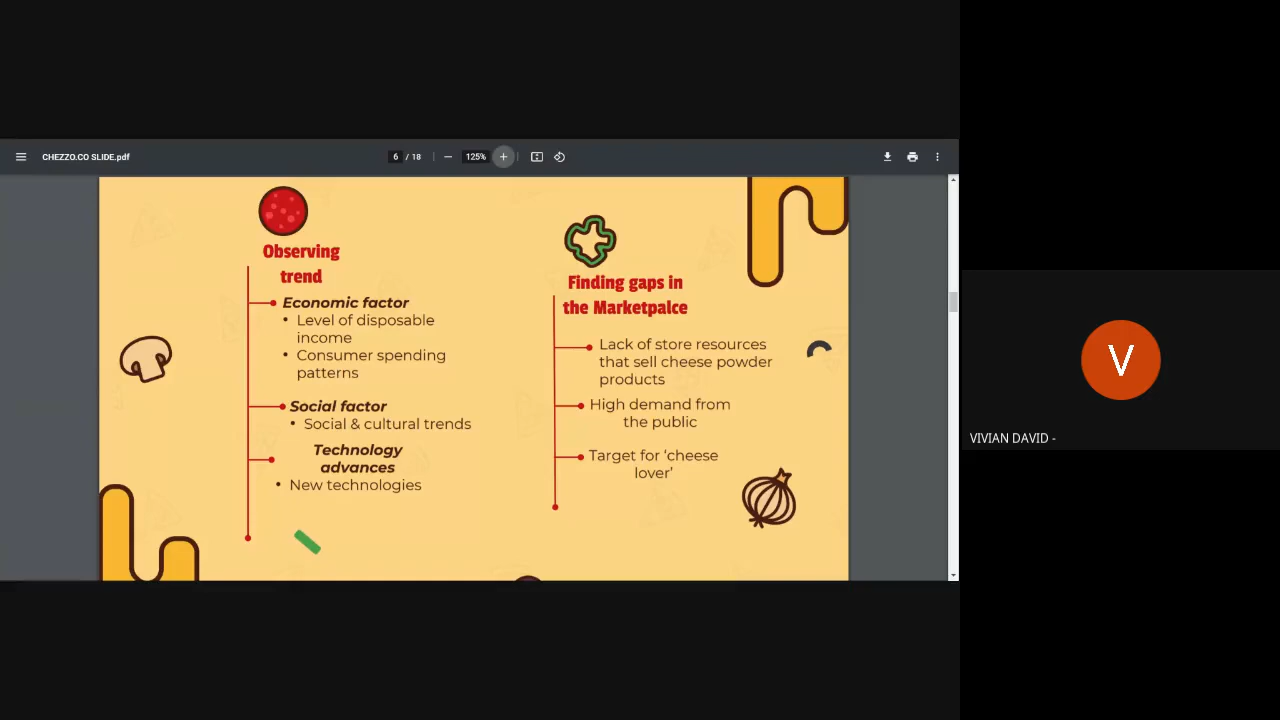 CHEZZO.CO SLIDE.pdf
6 / 18
125%
Observing
trend
Economic factor
• Level of disposable
income
• Consumer spending
patterns
Social factor
• Social & cultural trends
Technology
advances
• New technologies
Finding gaps in
the Marketpalce
Lack of store resources
that sell cheese powder
products
High demand from
the public
Target for ‘cheese
lover’
V
VIVIAN DAVID -